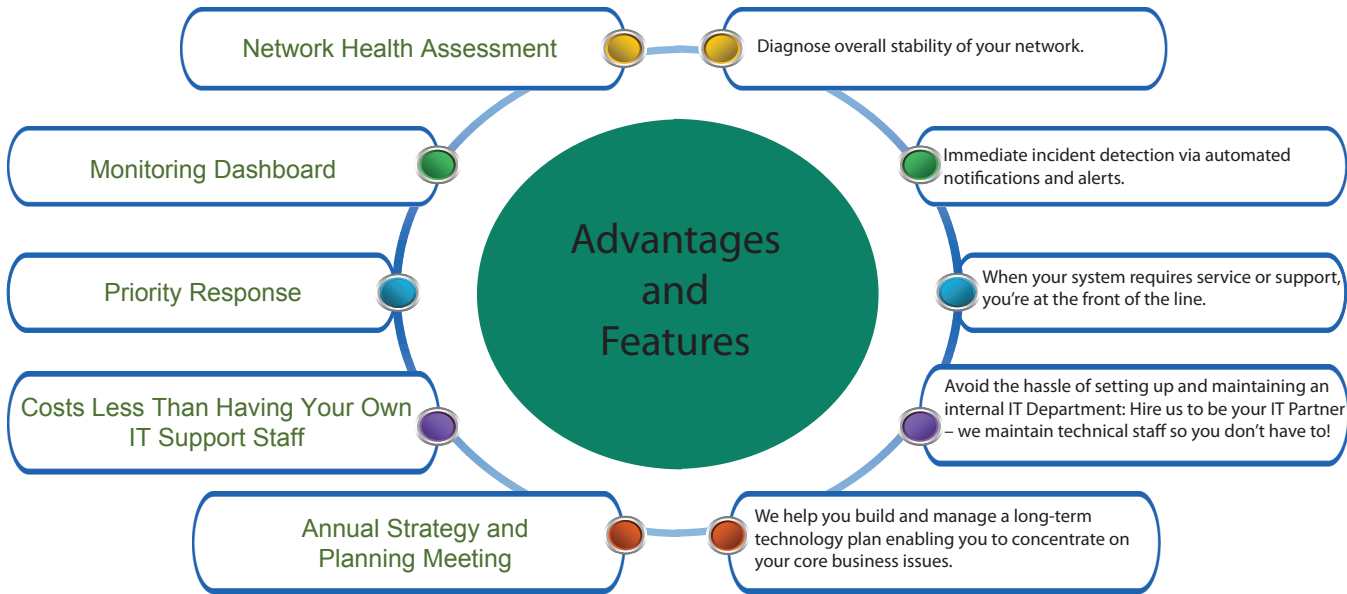 Network Health Assessment
Diagnose overall stability of your network.
Monitoring Dashboard
Immediate incident detection via automated
notifications and alerts.
Advantages
and
Features
Priority Response
When your system requires service or support,
you’re at the front of the line.
Costs Less Than Having Your Own
IT Support Staff
Avoid the hassle of setting up and maintaining an
internal IT Department: Hire us to be your IT Partner
– we maintain technical staff so you don’t have to!
Annual Strategy and
Planning Meeting
We help you build and manage a long-term
technology plan enabling you to concentrate on
your core business issues.